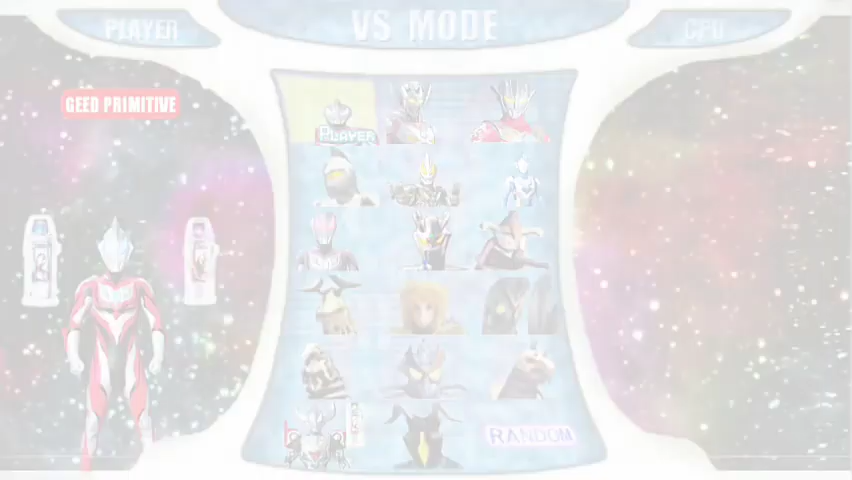 PLAYER
VS MODE
CPU
GEED PRIMITIVE
PLAYER
RANDOM